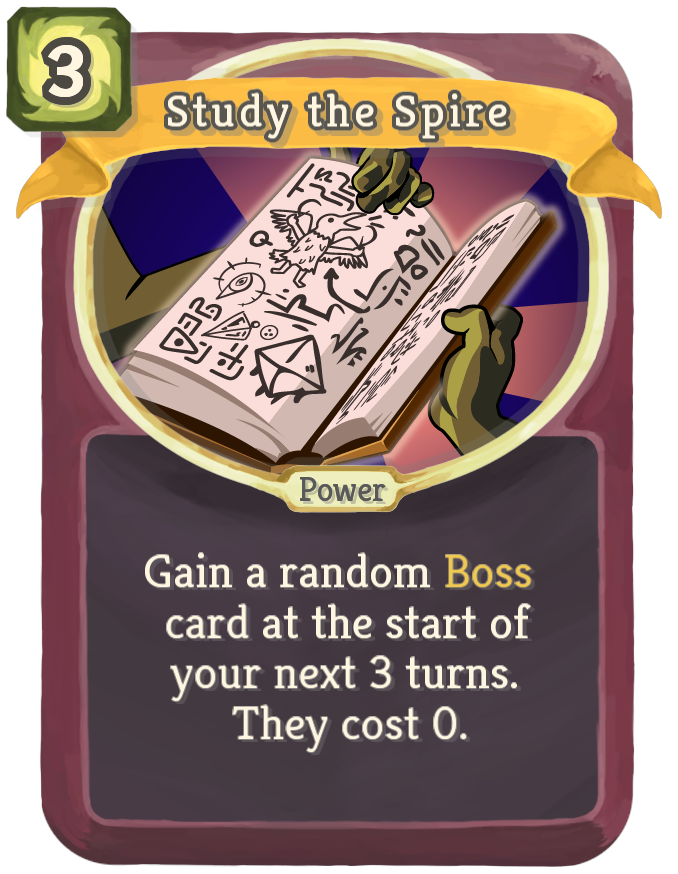 3
Study the Spire
Power
Gain a random Boss
card at the start of
your next 3 turns.
They cost 0.